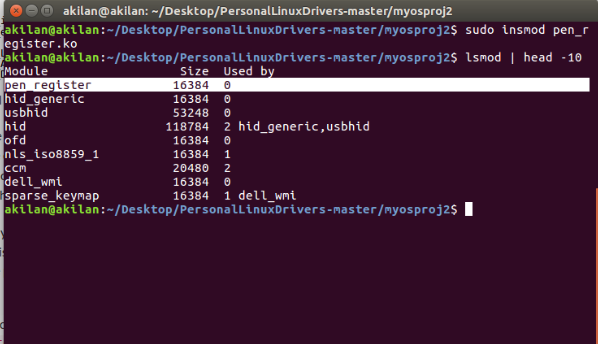 akilan@akilan: ~/Desktop/PersonalLinuxDrivers-master/myosproj2
akilan@akilan:~/Desktop/PersonalLinuxDrivers-master/myosproj2$ sudo insmod pen_r
egister.ko
akilan@akilan:~/Desktop/PersonalLinuxDrivers-master/myosproj2$ lsmod | head -10
Module                  Size  Used by
pen_register           16384  0
hid_generic            16384  0
usbhid                 53248  0
hid                   118784  2 hid_generic,usbhid
ofd                    16384  0
nls_iso8859_1          16384  1
ccm                    20480  2
dell_wmi               16384  0
sparse_keymap          16384  1 dell_wmi
akilan@akilan:~/Desktop/PersonalLinuxDrivers-master/myosproj2$